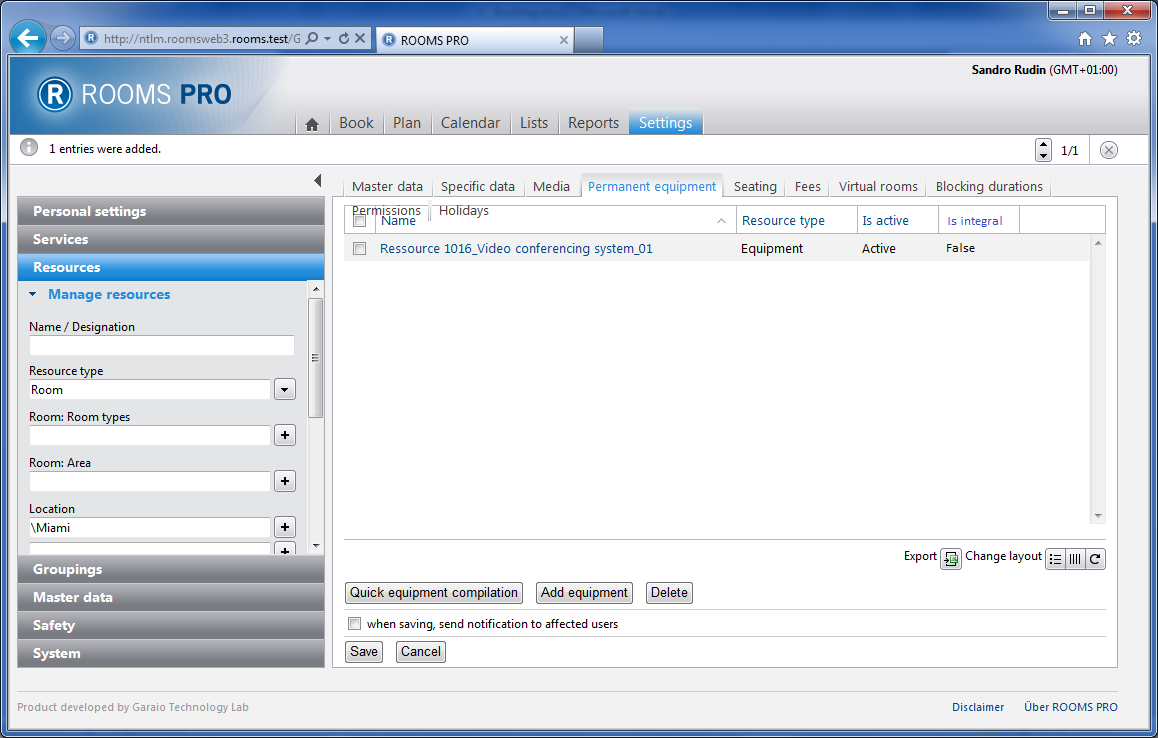 http://ntlm.roomsweb3.rooms.test/G
ROOMS PRO
R ROOMS PRO
Sandro Rudin (GMT+01:00)
Book Plan Calendar Lists Reports Settings
1 entries were added.
1/1
Personal settings
Services
Resources
Manage resources
Name / Designation
Resource type
Room
Room: Room types
Room: Area
Location
\Miami
Groupings
Master data
Safety
System
Master data Specific data Media Permanent equipment Seating Fees Virtual rooms Blocking durations
Permissions Holidays
Name Resource type Is active Is integral
Ressource 1016_Video conferencing system_01 Equipment Active False
Export Change layout
Quick equipment compilation Add equipment Delete
when saving, send notification to affected users
Save Cancel
Product developed by Garaio Technology Lab
Disclaimer Über ROOMS PRO